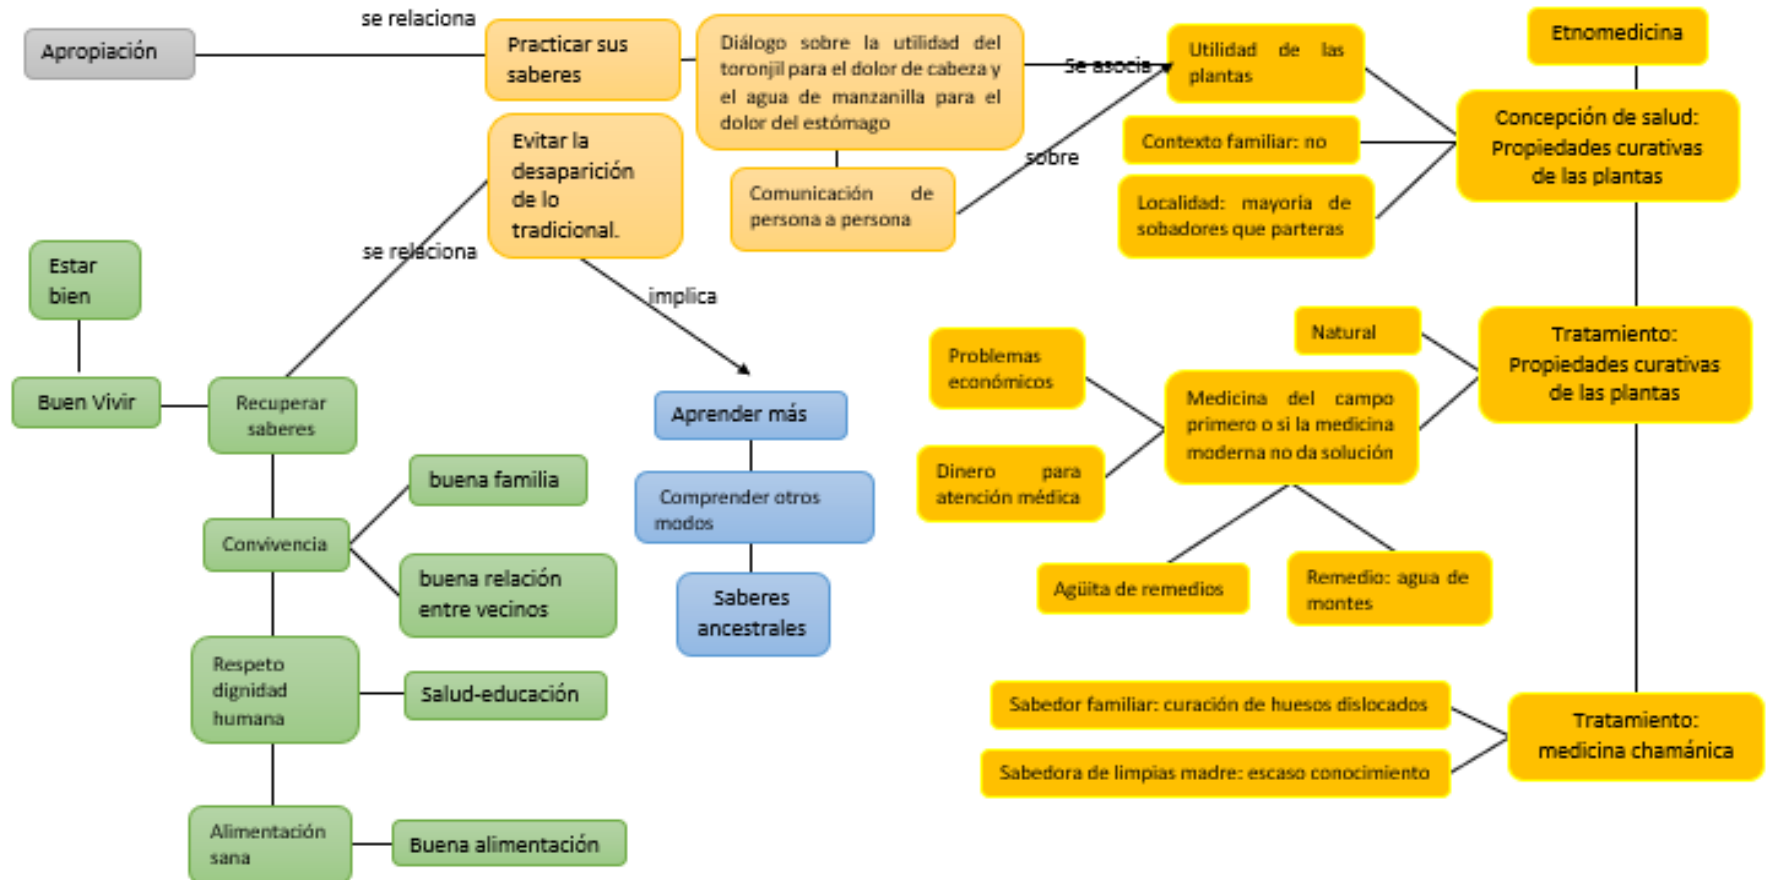 se relaciona
Apropiación
Practicar sus
saberes
Diálogo sobre la utilidad del
toronjil para el dolor de cabeza y
el agua de manzanilla para el
dolor del estómago
Se asocia
Utilidad de las
plantas
Etnomedicina
Concepción de salud:
Propiedades curativas
de las plantas
Contexto familiar: no
Localidad: mayoría de
sobadores que parteras
sobre
Comunicación de
persona a persona
Evitar la
desaparición
de lo
tradicional.
se relaciona
implica
Estar
bien
Buen Vivir
Recuperar
saberes
Convivencia
buena familia
buena relación
entre vecinos
Respeto
dignidad
humana
Salud-educación
Alimentación
sana
Buena alimentación
Aprender más
Comprender otros
modos
Saberes
ancestrales
Natural
Tratamiento:
Propiedades curativas
de las plantas
Problemas
económicos
Medicina del campo
primero o si la medicina
moderna no da solución
Dinero para
atención médica
Agüita de remedios
Remedio: agua de
montes
Sabedor familiar: curación de huesos dislocados
Sabedora de limpias madre: escaso conocimiento
Tratamiento:
medicina chamánica